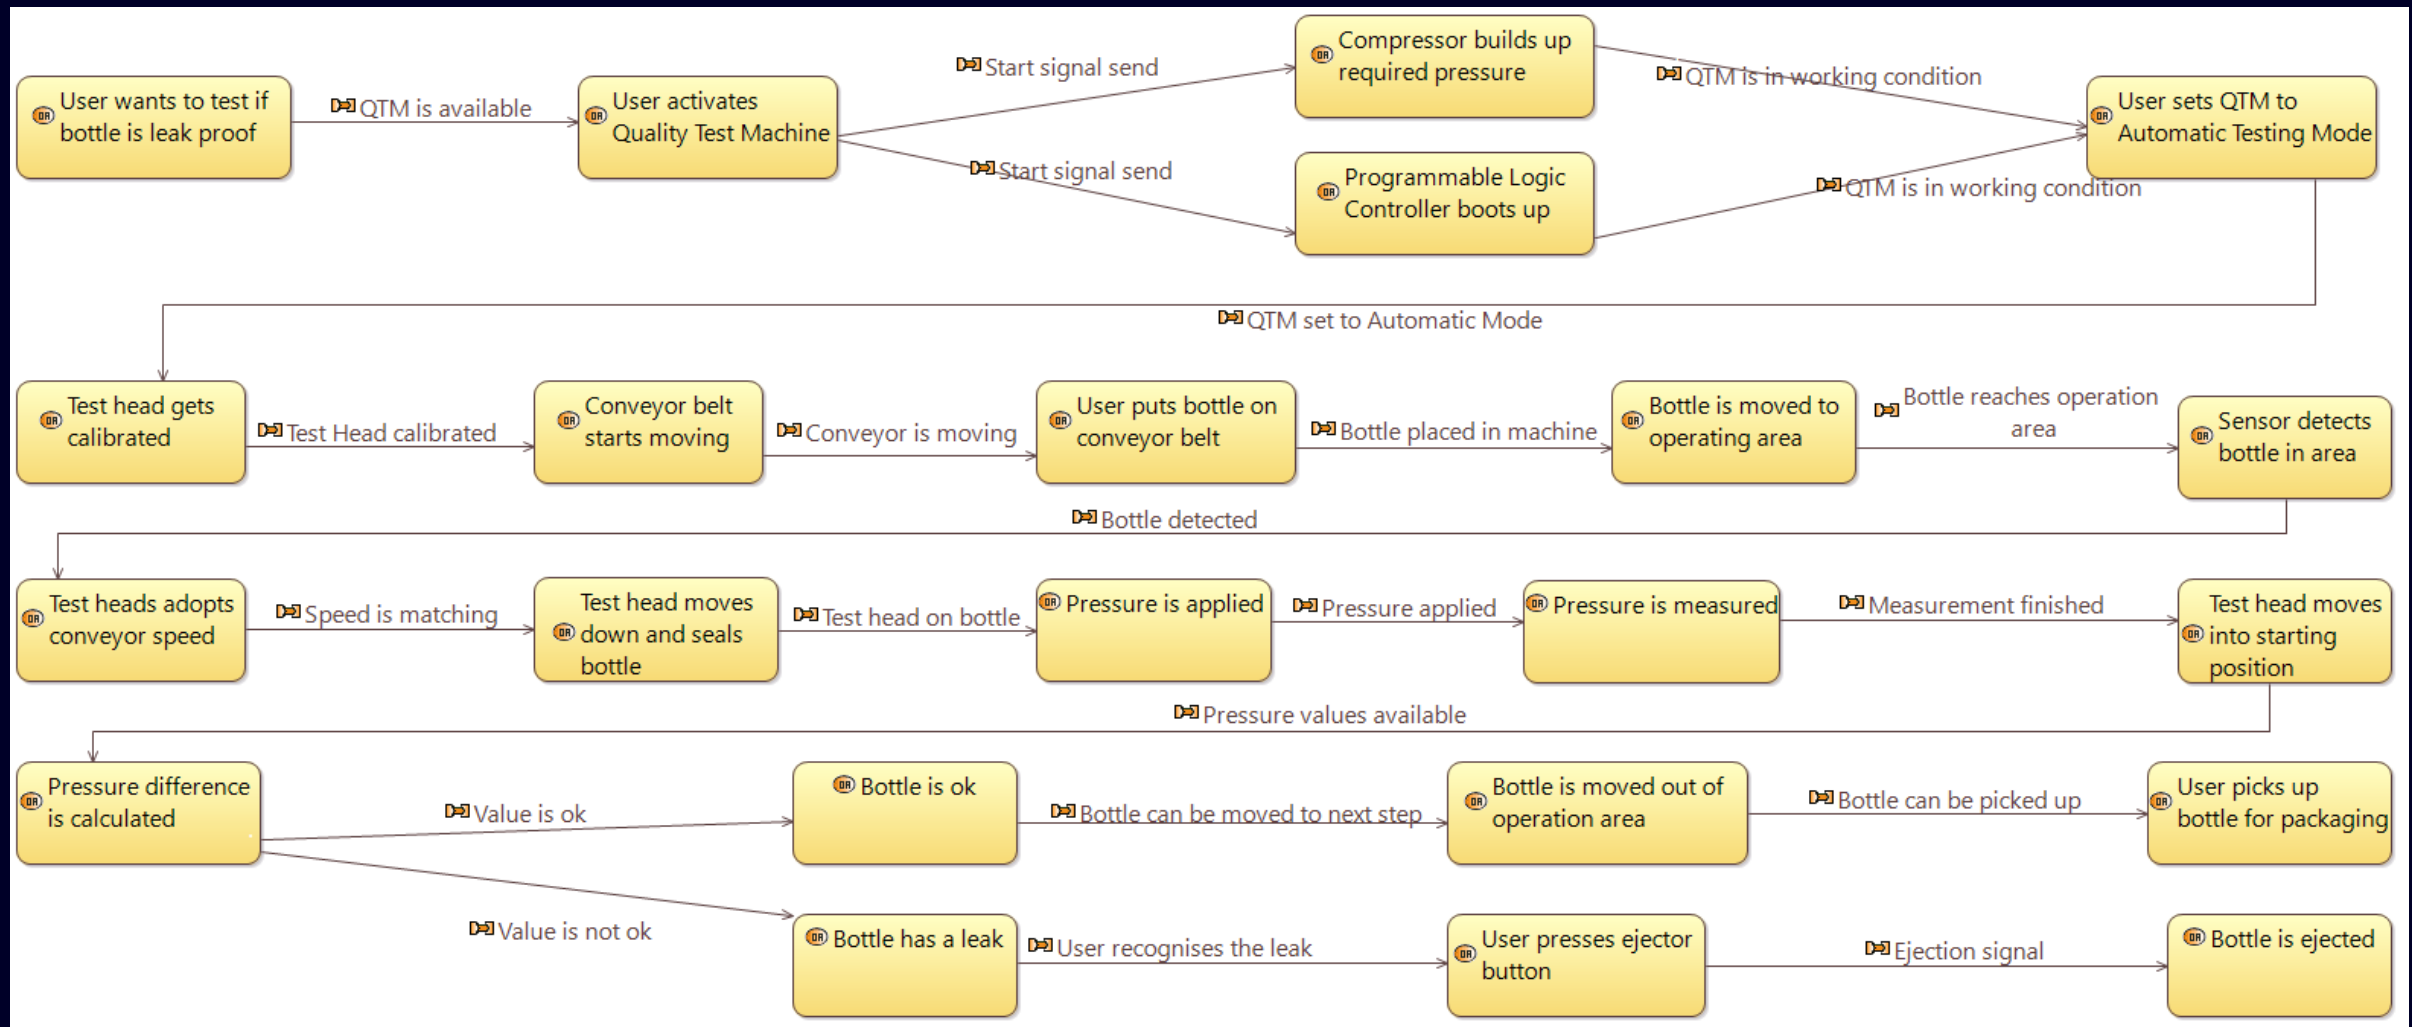 User wants to test if
bottle is leak proof
QTM is available
User activates
Quality Test Machine
Start signal send
Start signal send
Compressor builds up
required pressure
Programmable Logic
Controller boots up
QTM is in working condition
QTM is in working condition
User sets QTM to
Automatic Testing Mode
QTM set to Automatic Mode
Test head gets
calibrated
Test Head calibrated
Conveyor belt
starts moving
Conveyor is moving
User puts bottle on
conveyor belt
Bottle placed in machine
Bottle is moved to
operating area
Bottle reaches operation
area
Sensor detects
bottle in area
Bottle detected
Test heads adopts
conveyor speed
Speed is matching
Test head moves
down and seals
bottle
Test head on bottle
Pressure is applied
Pressure applied
Pressure is measured
Measurement finished
Test head moves
into starting
position
Pressure values available
Pressure difference
is calculated
Value is ok
Bottle is ok
Bottle can be moved to next step
Bottle is moved out of
operation area
Bottle can be picked up
User picks up
bottle for packaging
Value is not ok
Bottle has a leak
User recognises the leak
User presses ejector
button
Ejection signal
Bottle is ejected